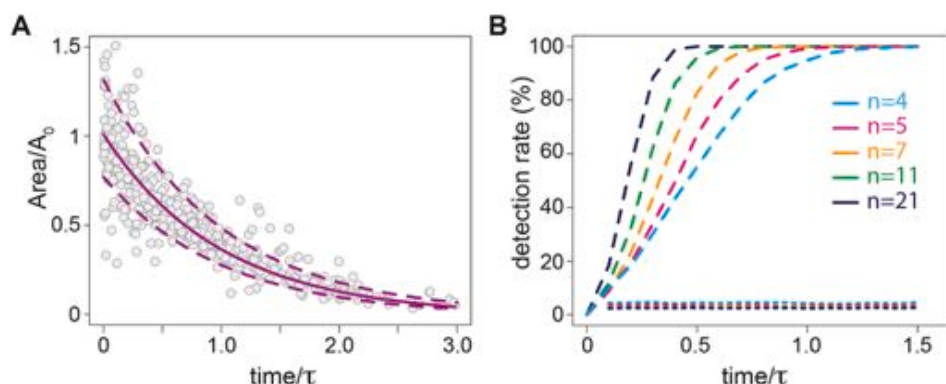 A
1.5
1
0.5
0
Area/A₀
0
1.0
2.0
3.0
time/τ
B
100
80
60
40
20
0
detection rate (%)
n=4
n=5
n=7
n=11
n=21
0
0.5
1.0
1.5
time/τ